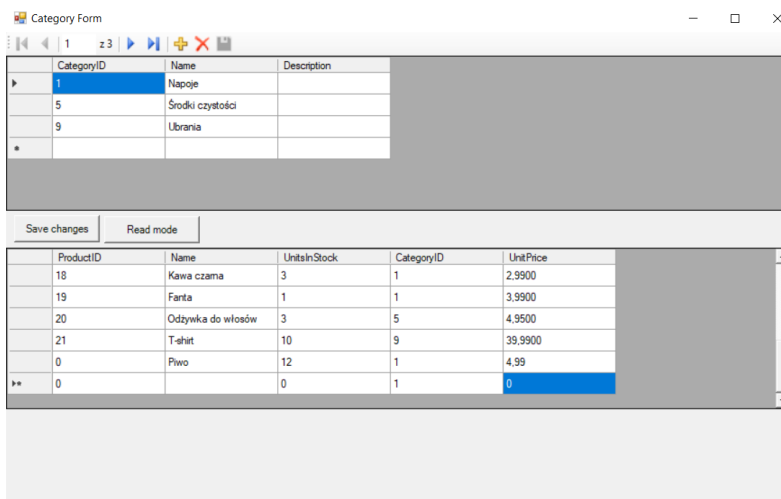 Category Form
1 z 3
CategoryID Name Description
1 Napoje
5 Środki czystości
9 Ubrania
Save changes Read mode
ProductID Name UnitsInStock CategoryID UnitPrice
18 Kawa czarna 3 1 2,9900
19 Fanta 1 1 3,9900
20 Odżywka do włosów 3 5 4,9500
21 T-shirt 10 9 39,9900
0 Piwo 12 1 4,99
0 0 1 0